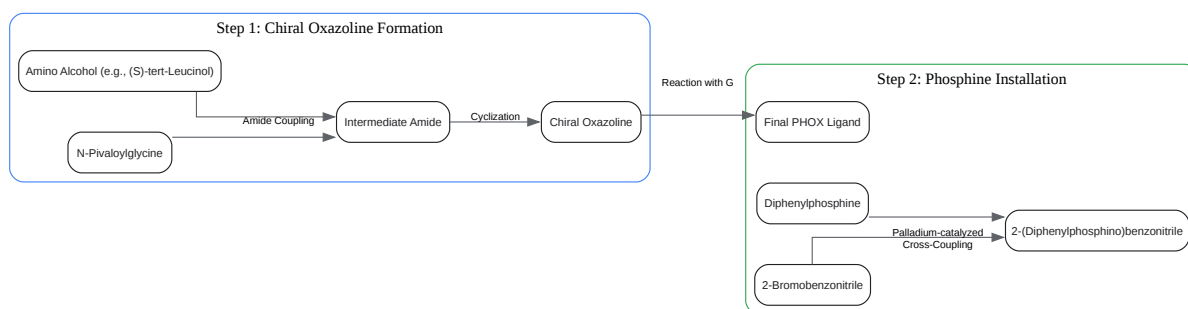 Step 1: Chiral Oxazoline Formation
Amino Alcohol (e.g., (S)-tert-Leucinol)
Amide Coupling
N-Pivaloylglycine
Intermediate Amide
Cyclization
Chiral Oxazoline
Reaction with G
Step 2: Phosphine Installation
Final PHOX Ligand
Diphenylphosphine
Palladium-catalyzed
Cross-Coupling
2-(Diphenylphosphino)benzonitrile
2-Bromobenzonitrile